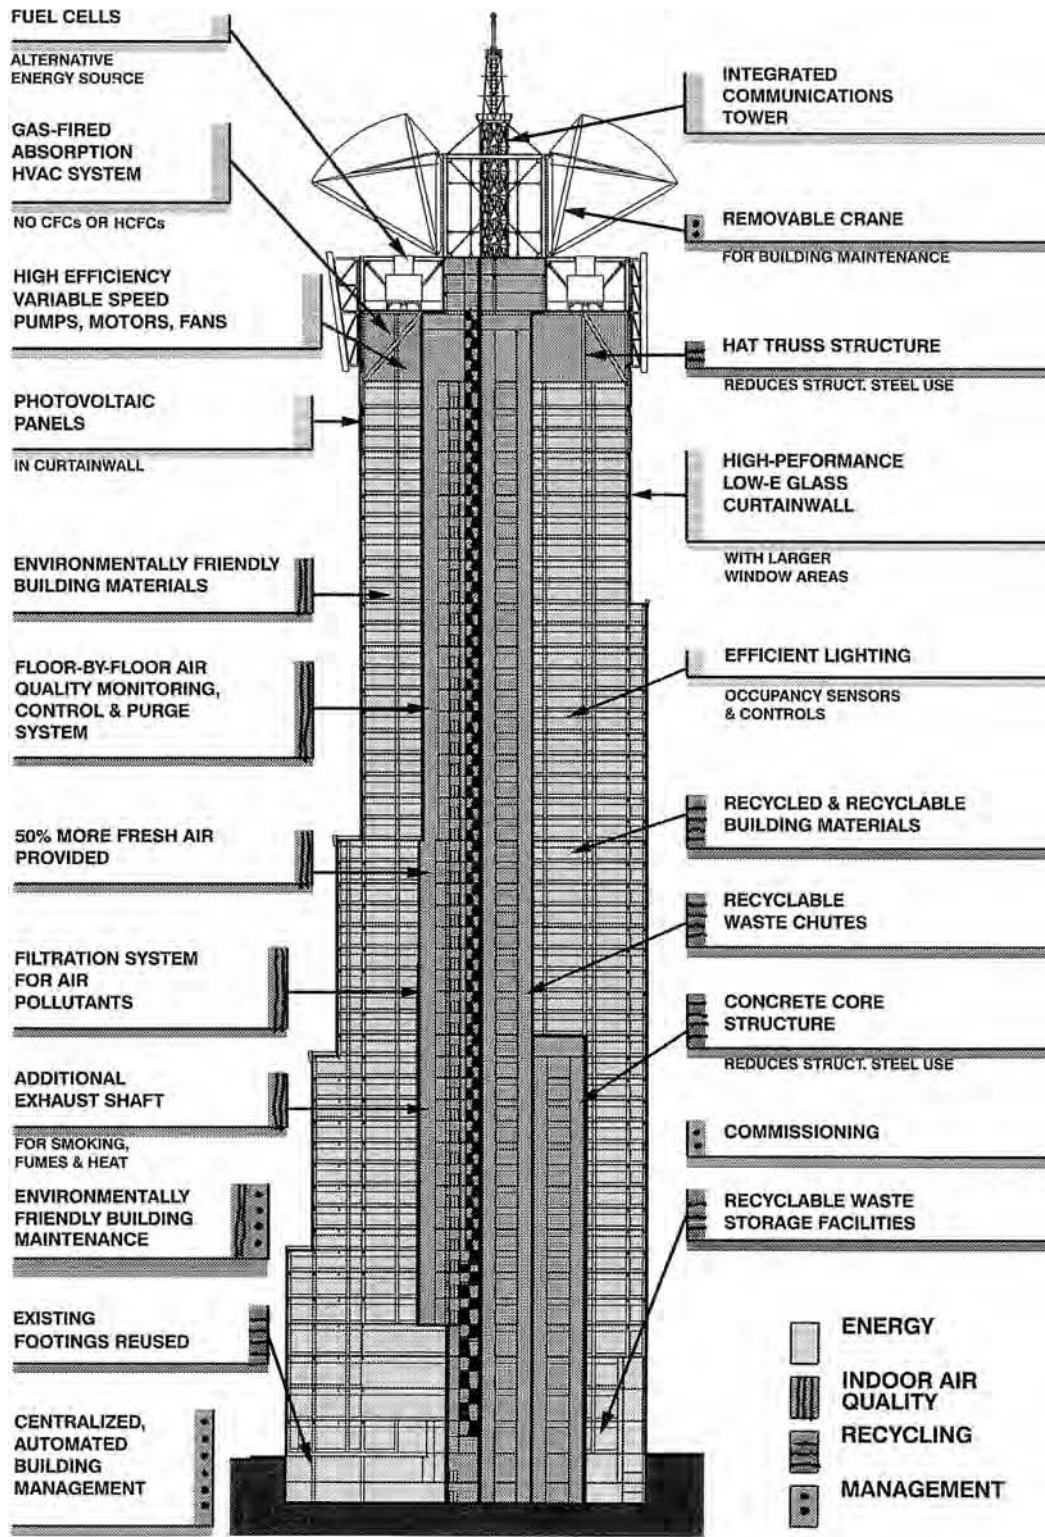 FUEL CELLS
ALTERNATIVE
ENERGY SOURCE
GAS-FIRED
ABSORPTION
HVAC SYSTEM
NO CFCs OR HCFCs
HIGH EFFICIENCY
VARIABLE SPEED
PUMPS, MOTORS, FANS
PHOTOVOLTAIC
PANELS
IN CURTAINWALL
ENVIRONMENTALLY FRIENDLY
BUILDING MATERIALS
FLOOR-BY-FLOOR AIR
QUALITY MONITORING,
CONTROL & PURGE
SYSTEM
50% MORE FRESH AIR
PROVIDED
FILTRATION SYSTEM
FOR AIR
POLLUTANTS
ADDITIONAL
EXHAUST SHAFT
FOR SMOKING,
FUMES & HEAT
ENVIRONMENTALLY
FRIENDLY BUILDING
MAINTENANCE
EXISTING
FOOTINGS REUSED
CENTRALIZED,
AUTOMATED
BUILDING
MANAGEMENT
INTEGRATED
COMMUNICATIONS
TOWER
REMOVABLE CRANE
FOR BUILDING MAINTENANCE
HAT TRUSS STRUCTURE
REDUCES STRUCT. STEEL USE
HIGH-PEFORMANCE
LOW-E GLASS
CURTAINWALL
WITH LARGER
WINDOW AREAS
EFFICIENT LIGHTING
OCCUPANCY SENSORS
& CONTROLS
RECYCLED & RECYCLABLE
BUILDING MATERIALS
RECYCLABLE
WASTE CHUTES
CONCRETE CORE
STRUCTURE
REDUCES STRUCT. STEEL USE
COMMISSIONING
RECYCLABLE WASTE
STORAGE FACILITIES
ENERGY
INDOOR AIR
QUALITY
RECYCLING
MANAGEMENT